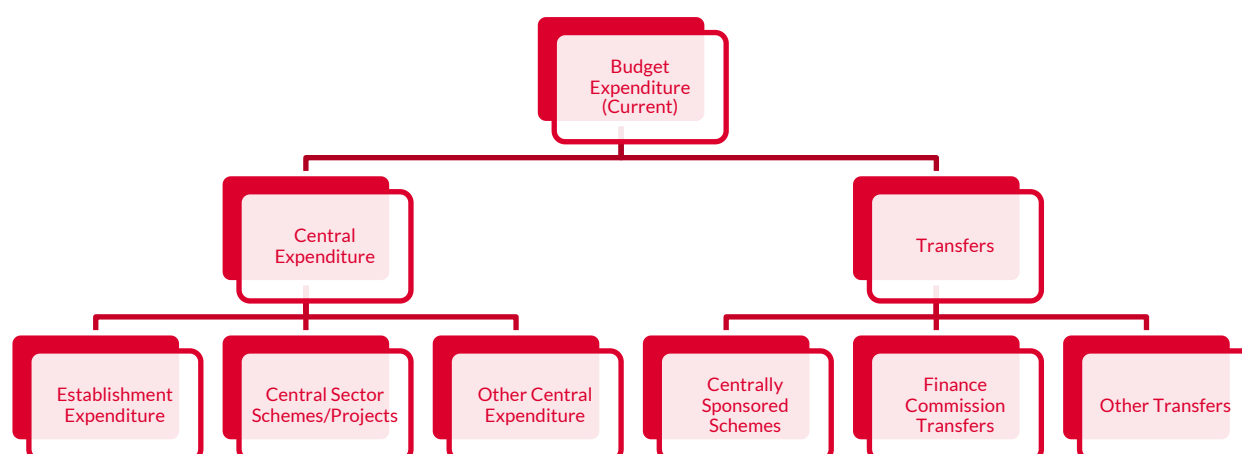 Budget
Expenditure
(Current)
Central
Expenditure
Transfers
Establishment
Expenditure
Central Sector
Schemes/Projects
Other Central
Expenditure
Centrally
Sponsored
Schemes
Finance
Commission
Transfers
Other Transfers